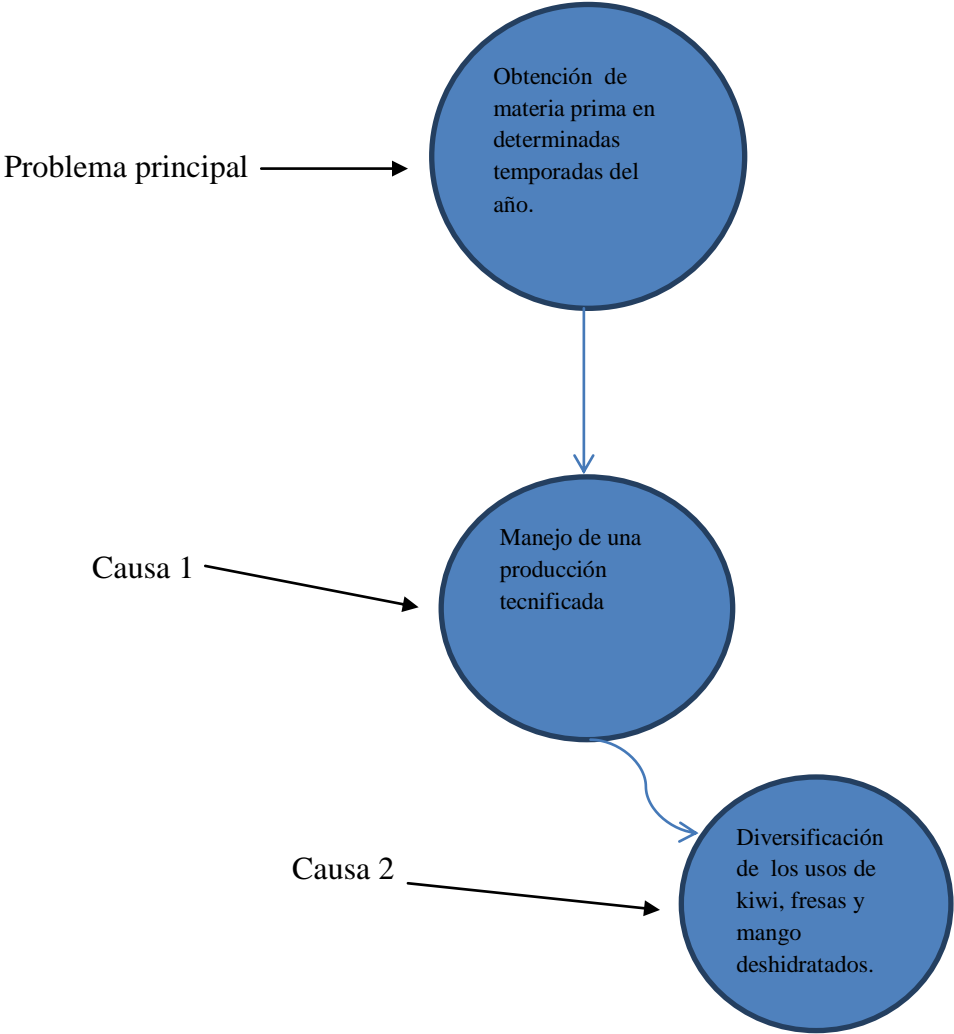 Obtención de
materia prima en
determinadas
temporadas del
año.
Problema principal
Manejo de una
producción
tecnificada
Causa 1
Diversificación
de los usos de
kiwi, fresas y
mango
deshidratados.
Causa 2